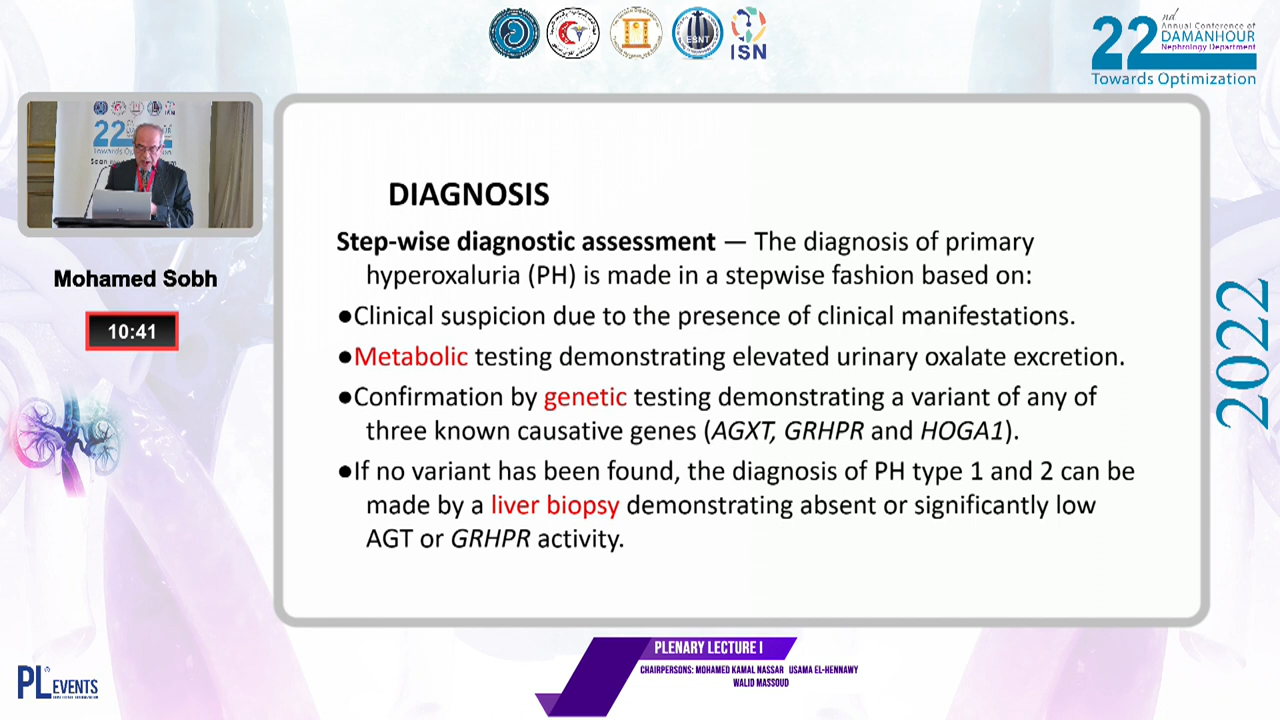 ESNT
ISN
22
nd
Annual Conference of
DAMANHOUR
Nephrology Department
Towards Optimization
22
Towards Op
Mohamed Sobh
10:41
DIAGNOSIS
Step-wise diagnostic assessment — The diagnosis of primary
hyperoxaluria (PH) is made in a stepwise fashion based on:
●Clinical suspicion due to the presence of clinical manifestations.
●Metabolic testing demonstrating elevated urinary oxalate excretion.
●Confirmation by genetic testing demonstrating a variant of any of
three known causative genes (AGXT, GRHPR and HOGA1).
●If no variant has been found, the diagnosis of PH type 1 and 2 can be
made by a liver biopsy demonstrating absent or significantly low
AGT or GRHPR activity.
2022
PLENARY LECTURE I
CHAIRPERSONS: MOHAMED KAMAL NASSAR USAMA EL-HENNAWY
WALID MASSOUD
PL EVENTS